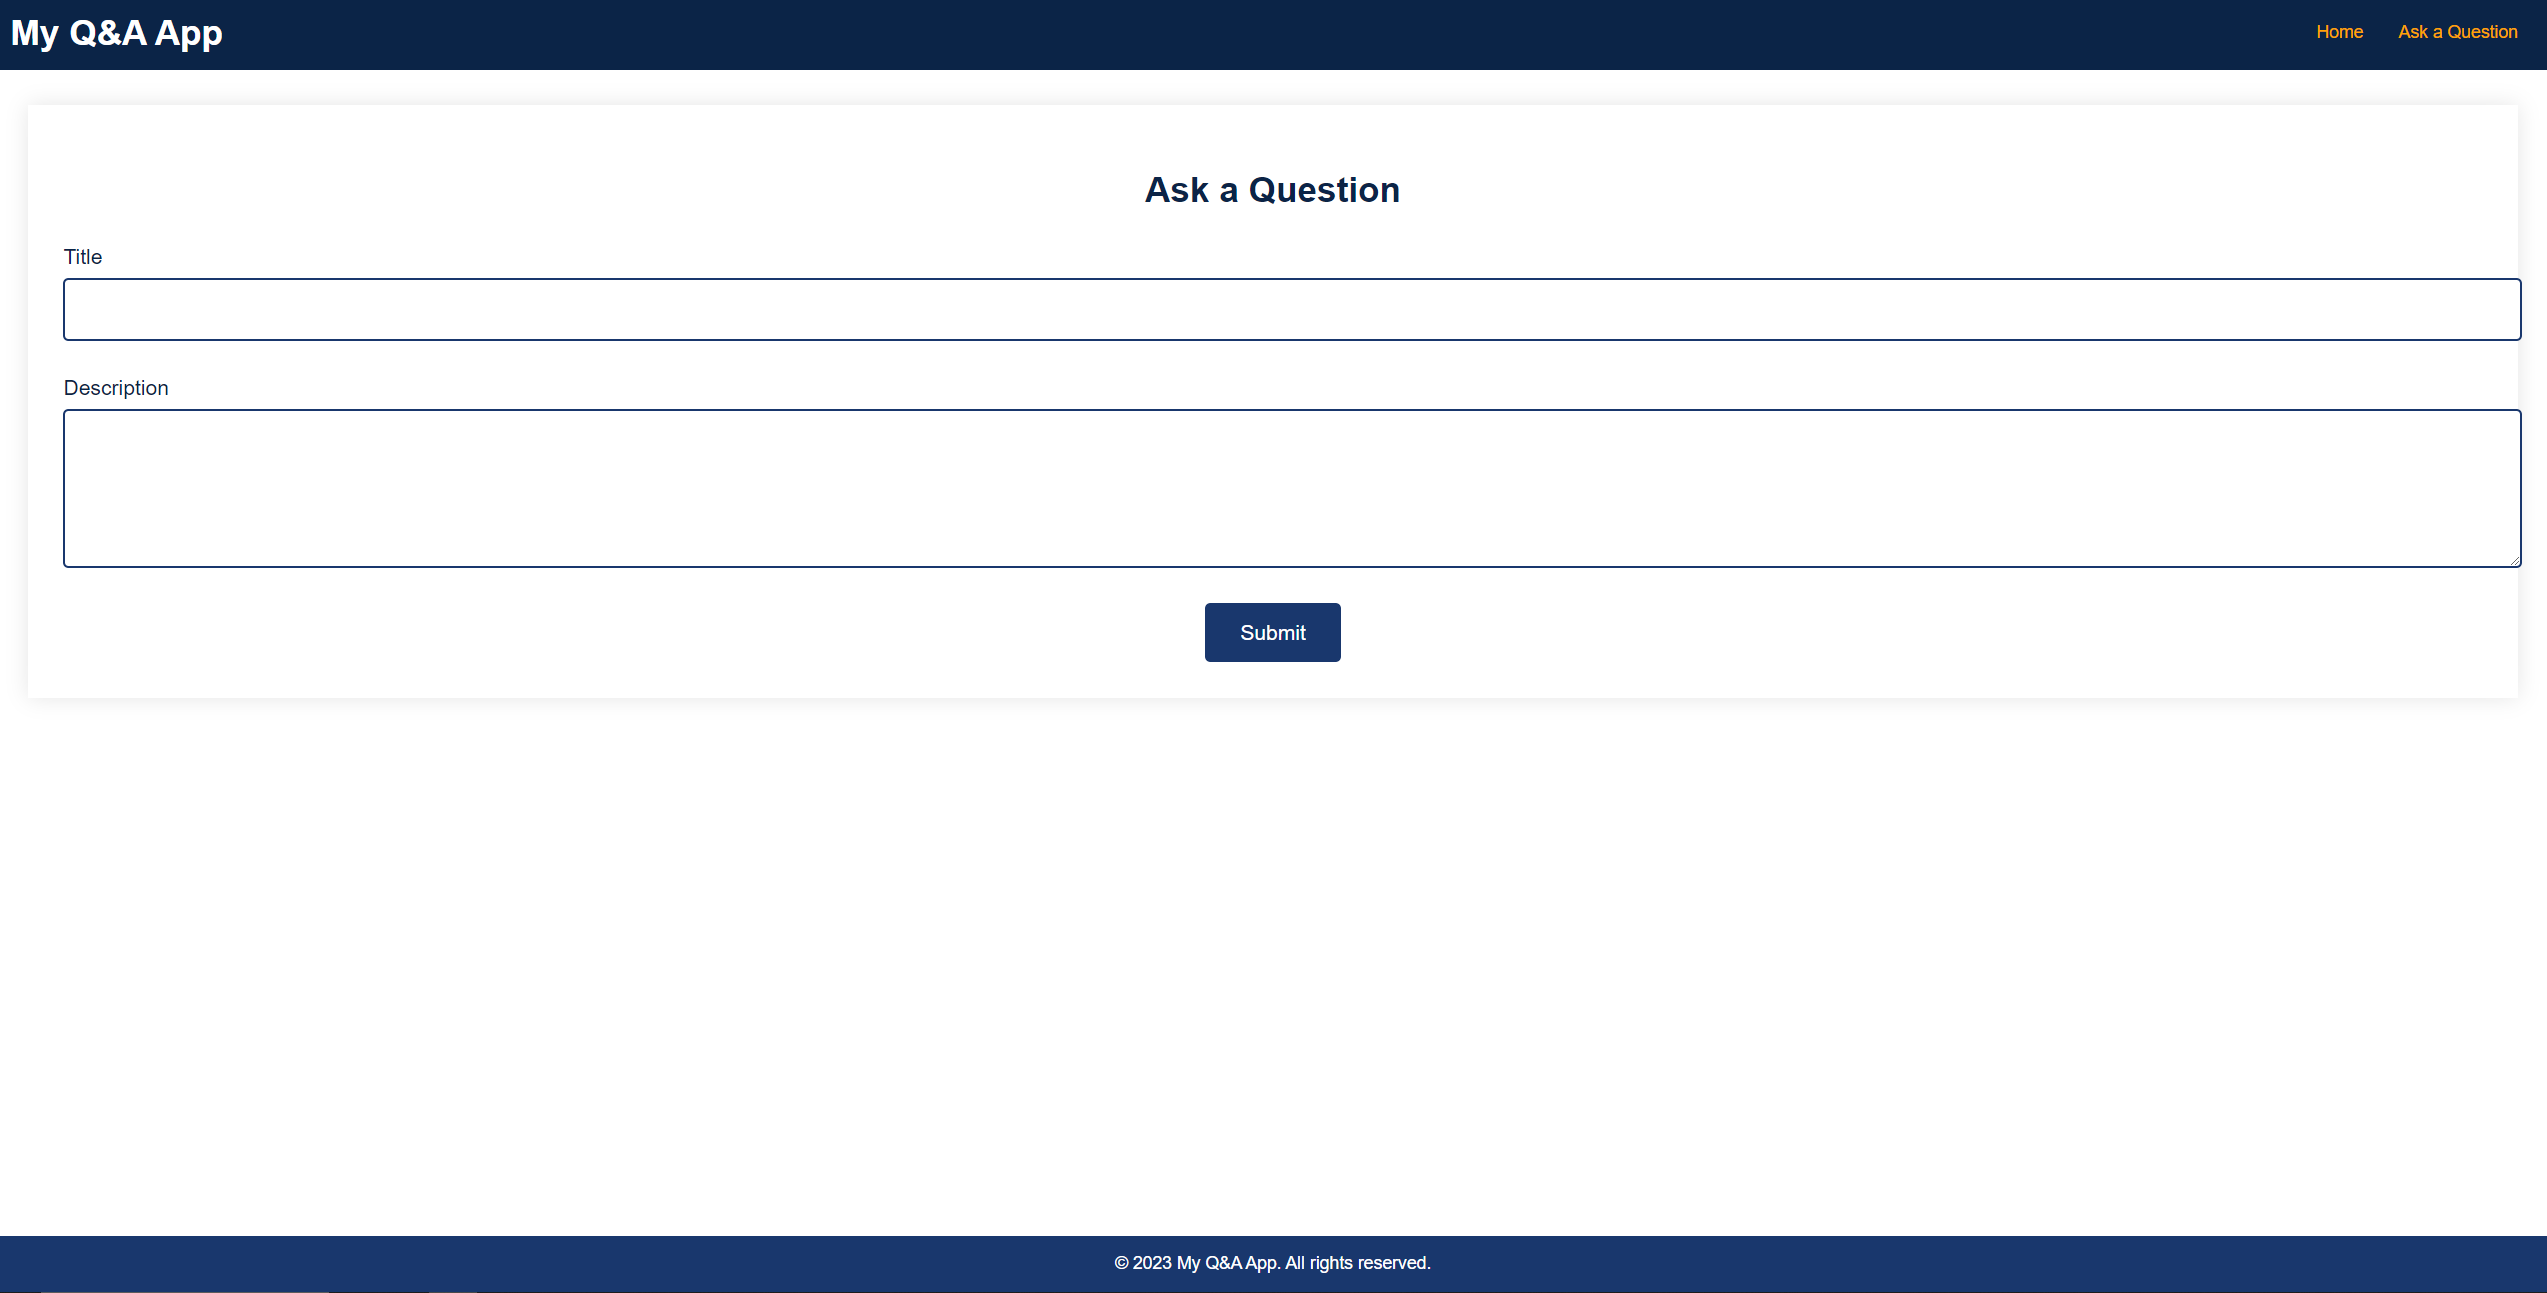 My Q&A App
Home Ask a Question
Ask a Question
Title
Description
Submit
© 2023 My Q&A App. All rights reserved.